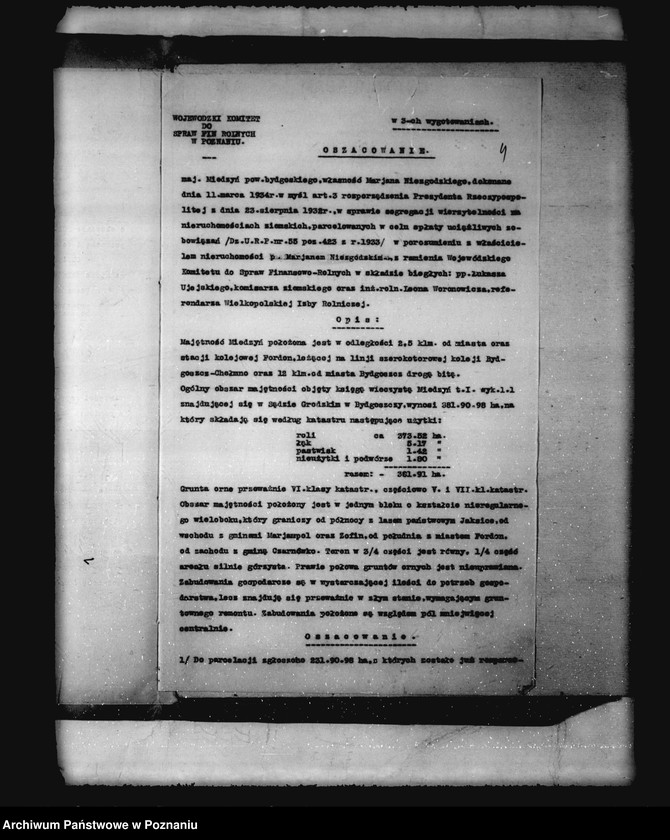 WOJEWODZKI KOMITET
DO
SPRAW FIN ROLNYCH
W POZNANIU.
w 3-ch wygotowaniach.
OSZACOWANIE.
9
maj. Miedzyń pow.bydgoskiego,własność Marjana Niezgodzkiego,dokonane
dnia 11.marca 1934r.w myśl art.3 rozporządzenia Prezydenta Rzeczypospo-
litej z dnia 23.sierpnia 1932r.,w sprawie segregacji wierzytelności na
nieruchomościach ziemskich,parcelowanych w celu spłaty uciążliwych zo-
bowiązań /Dz.U.R.P.nr.55 poz.423 z r.1933/ w porozumieniu z właścicie-
lem nieruchomości p. Marjanem Niezgódzkim,z ramienia Wojewódzkiego
Komitetu do Spraw Finansowo-Rolnych w składzie biegłych: pp.Łukasza
Ujejskiego,komisarza ziemskiego oraz inż.roln.Leona Woronowicza,refe-
rendarza Wielkopolskiej Izby Rolniczej.
Opis:
Majętność Miedzyń położona jest w odległości 2,5 klm. od miasta oraz
stacji kolejowej Fordon,leżącej na linji szerokotorowej koleji Byd-
goszcz-Chełmno oraz 12 klm.od miasta Bydgoszcz drogą bitą.
Ogólny obszar majętności objęty księgą wieczystą Miedzyń t.I. wyk.l.1
znajdującej się w Sądzie Grodzkim w Bydgoszczy,wynosi 381.90.98 ha,na
który składają się według katastru następujące użytki:
roli ca 373.52 ha.
łąk 5.17 "
pastwisk 1.42 "
nieużytki i podwórze 1.80 "
razem: - 381.91 ha.
Grunta orne przeważnie VI.klasy katastr., częściowo V. i VII.kl.katastr.
Obszar majętności położony jest w jednym bloku o kształcie nieregularne-
go wieloboku,który graniczy od północy z lasem państwowym Jaksice,od
wschodu z gminami Marjampol oraz Zofin,od południa z miastem Fordon,
od zachodu z gminą Czarnówko. Teren w 3/4 części jest równy, 1/4 część
areału silnie górzysta. Prawie połowa gruntów ornych jest nieuprawiana.
Zabudowania gospodarcze są w wystarczającej ilości do potrzeb gospo-
darstwa,lecz znajdują się przeważnie w złym stanie,wymagającym grun-
townego remontu. Zabudowania położone są względem pól mniejwięcej
centralnie.
Oszacowanie.
1/ Do parcelacji zgłoszono 231.90.98 ha,z których zostało już rozparce-
Archiwum Państwowe w Poznaniu